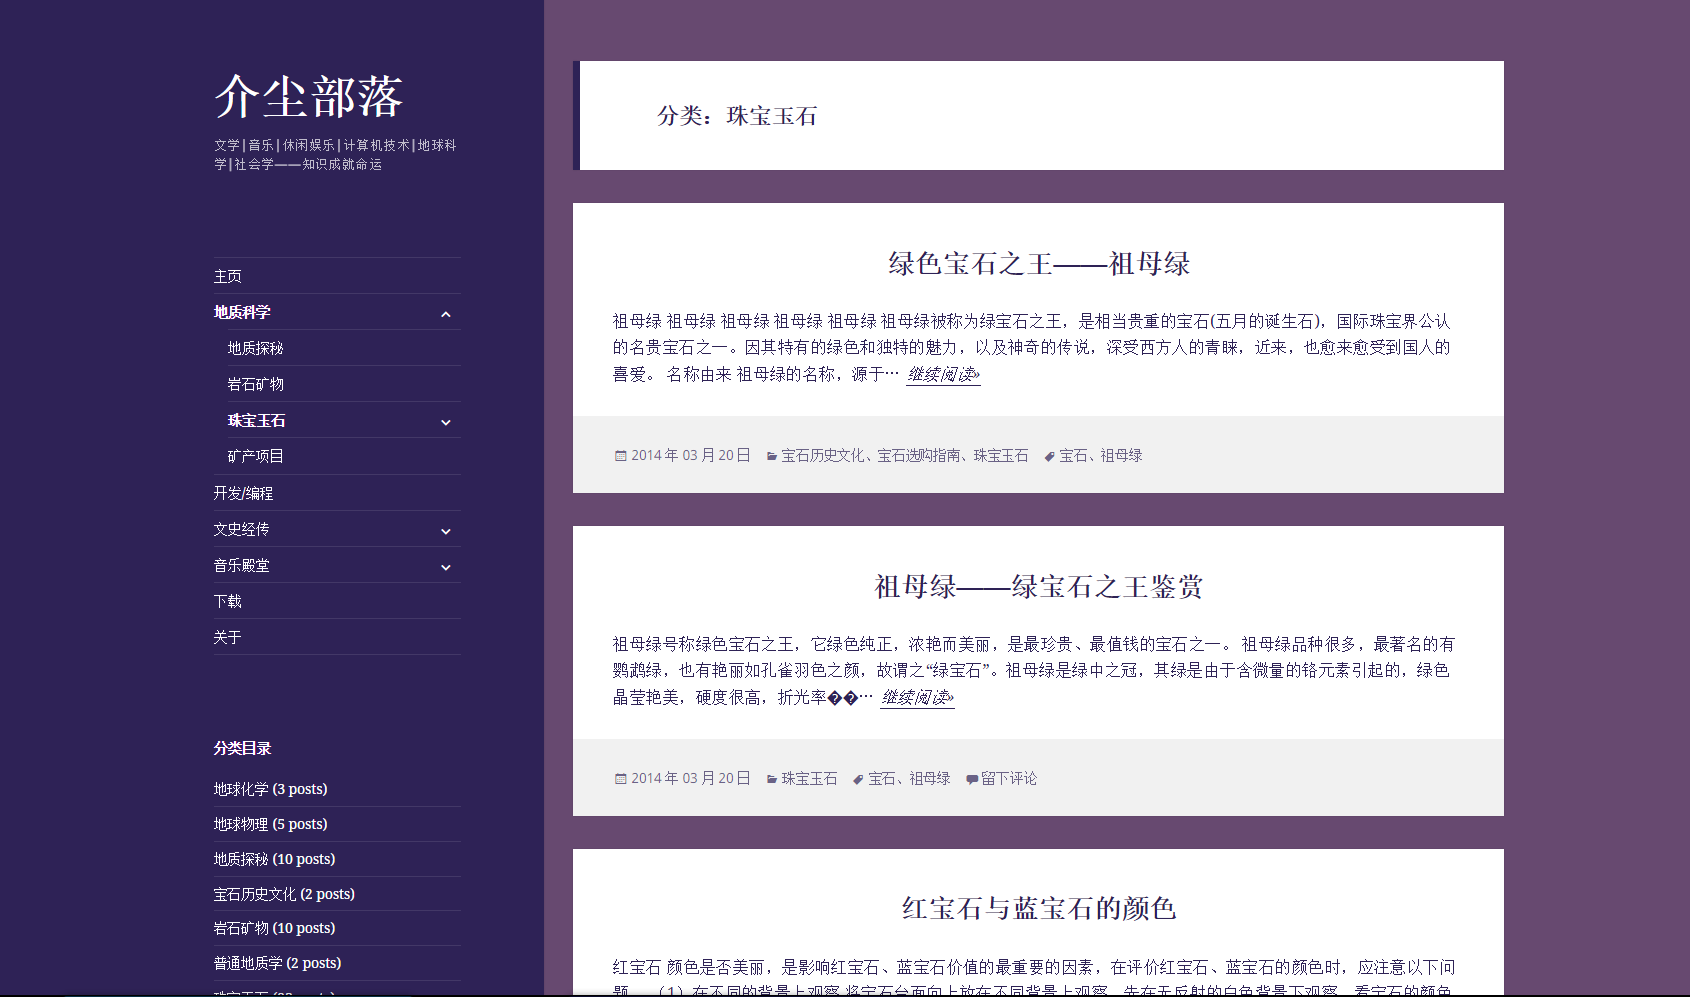 介尘部落
文学|音乐|休闲娱乐|计算机技术|地球科
学|社会学——知识成就命运
主页
地质科学
地质探秘
岩石矿物
珠宝玉石
矿产项目
开发/编程
文史经传
音乐殿堂
下载
关于
分类目录
地球化学 (3 posts)
地球物理 (5 posts)
地质探秘 (10 posts)
宝石历史文化 (2 posts)
岩石矿物 (10 posts)
普通地质学 (2 posts)
分类：珠宝玉石
绿色宝石之王——祖母绿
祖母绿 祖母绿 祖母绿 祖母绿 祖母绿 祖母绿被称为绿宝石之王，是相当贵重的宝石(五月的诞生石)，国际珠宝界公认
的名贵宝石之一。因其特有的绿色和独特的魅力，以及神奇的传说，深受西方人的青睐，近来，也愈来愈受到国人的
喜爱。 名称由来 祖母绿的名称，源于… 继续阅读»
2014 年 03 月 20 日 宝石历史文化、宝石选购指南、珠宝玉石 宝石、祖母绿
祖母绿——绿宝石之王鉴赏
祖母绿号称绿色宝石之王，它绿色纯正，浓艳而美丽，是最珍贵、最值钱的宝石之一。 祖母绿品种很多，最著名的有
鹦鹉绿，也有艳丽如孔雀羽色之颜，故谓之“绿宝石”。祖母绿是绿中之冠，其绿是由于含微量的铬元素引起的，绿色
晶莹艳美，硬度很高，折光率��… 继续阅读»
2014 年 03 月 20 日 珠宝玉石 宝石、祖母绿 留下评论
红宝石与蓝宝石的颜色
红宝石 颜色是否美丽，是影响红宝石、蓝宝石价值的最重要的因素，在评价红宝石、蓝宝石的颜色时，应注意以下问
题。 （1）在不同的背景上观察 将宝石台面向上放在不同背景上观察，先在无反射的白色背景下观察，看宝石的颜色